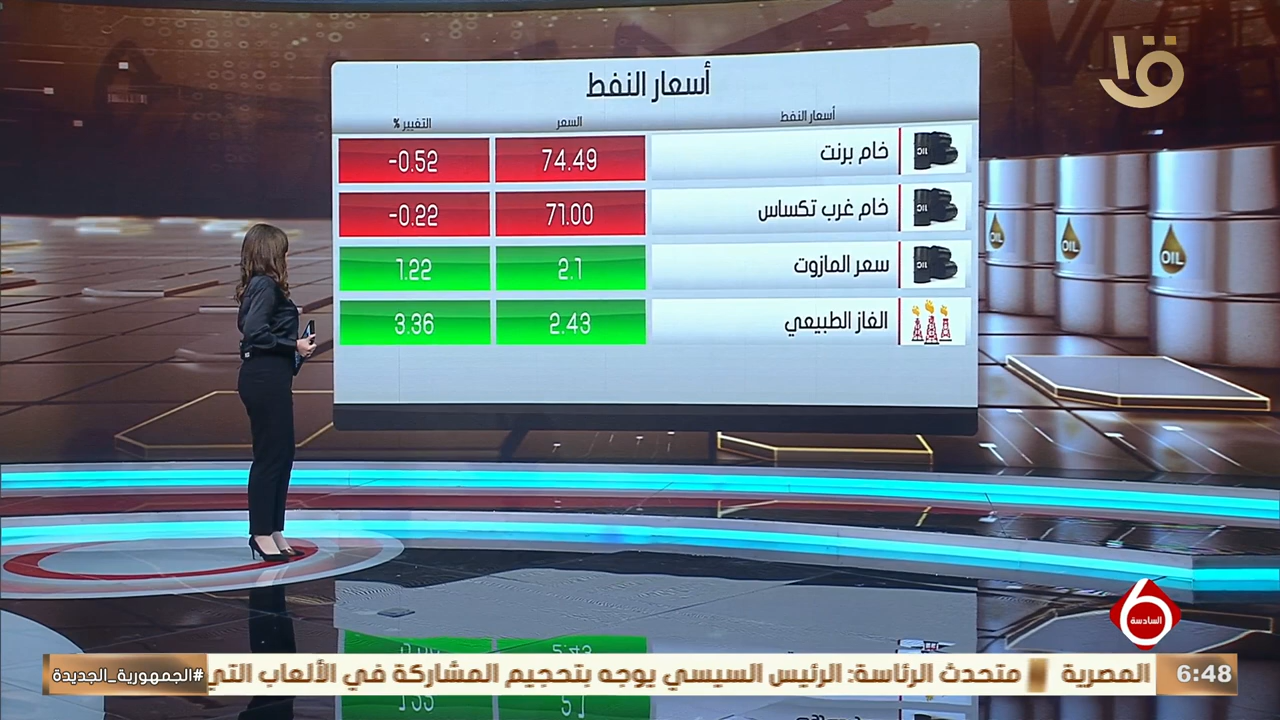 أسعار النفط
أسعار النفط السعر التغيير %
خام برنت 74.49 -0.52
خام غرب تكساس 71.00 -0.22
سعر المازوت 2.1 1.22
الغاز الطبيعي 2.43 3.36
OIL OIL OIL
6 السادسة
6:48 المصرية متحدث الرئاسة: الرئيس السيسي يوجه بتحجيم المشاركة في الألعاب التي #الجمهورية_الجديدة